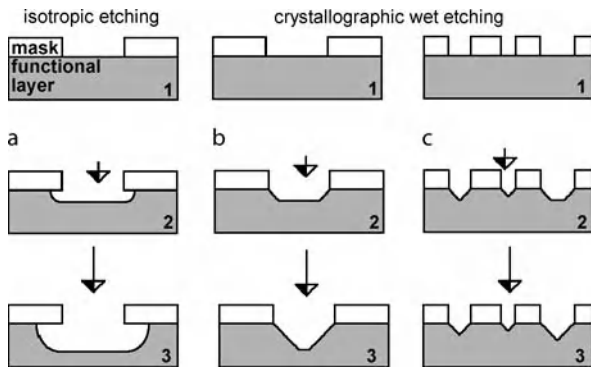 isotropic etching
crystallographic wet etching
mask
functional
layer
1
1
1
a
b
c
2
2
2
3
3
3